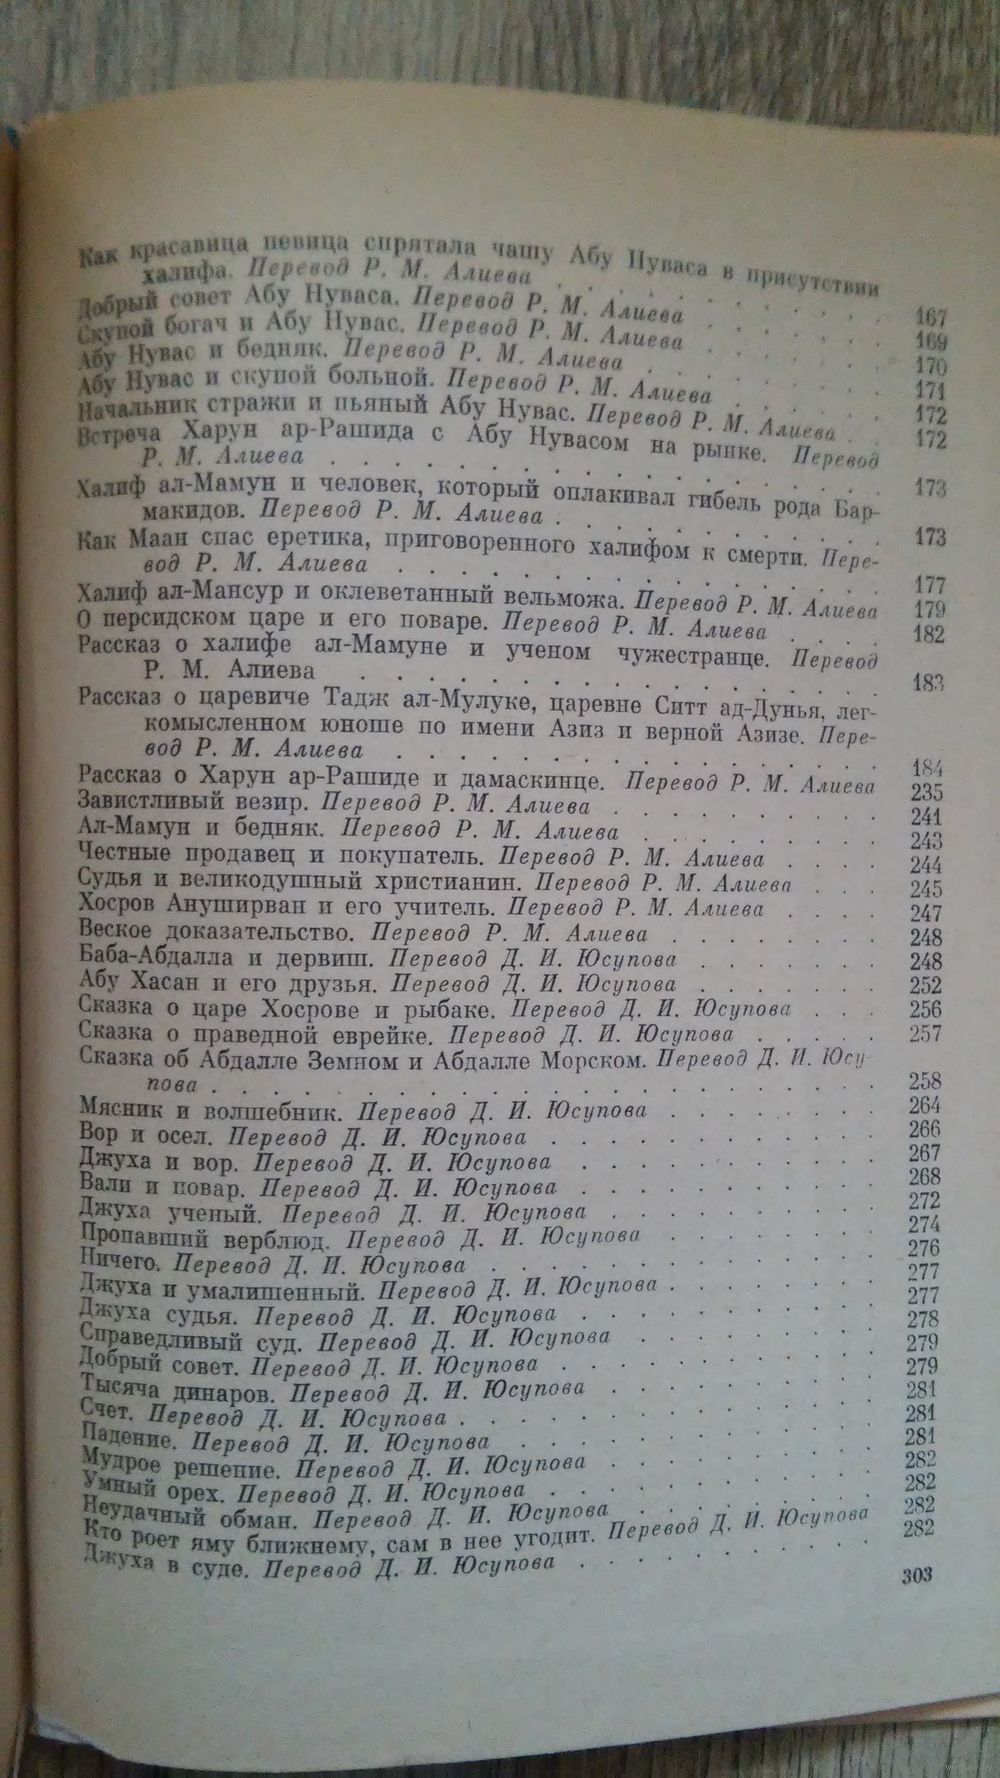 Как красавица певица спрятала чашу Абу Нуваса в присутствии
халифа. Перевод Р. М. Алиева . . . . . . . . . . 167
Добрый совет Абу Нуваса. Перевод Р. М. Алиева . . . . . 169
Скупой богач и Абу Нувас. Перевод Р. М. Алиева . . . . . 170
Абу Нувас и бедняк. Перевод Р. М. Алиева . . . . . . . 171
Абу Нувас и скупой больной. Перевод Р. М. Алиева . . . . 172
Начальник стражи и пьяный Абу Нувас. Перевод Р. М. Алиева . 172
Встреча Харун ар-Рашида с Абу Нувасом на рынке. Перевод
Р. М. Алиева . . . . . . . . . . . . . . . 173
Халиф ал-Мамун и человек, который оплакивал гибель рода Бар-
макидов. Перевод Р. М. Алиева . . . . . . . . . 173
Как Маан спас еретика, приговоренного халифом к смерти. Пере-
вод Р. М. Алиева . . . . . . . . . . . . . . 177
Халиф ал-Мансур и оклеветанный вельможа. Перевод Р. М. Алиева 179
О персидском царе и его поваре. Перевод Р. М. Алиева . . . 182
Рассказ о халифе ал-Мамуне и ученом чужестранце. Перевод
Р. М. Алиева . . . . . . . . . . . . . . . 183
Рассказ о царевиче Тадж ал-Мулуке, царевне Ситт ад-Дунья, лег-
комысленном юноше по имени Азиз и верной Азизе. Пере-
вод Р. М. Алиева . . . . . . . . . . . . . . 184
Рассказ о Харун ар-Рашиде и дамаскинце. Перевод Р. М. Алиева 235
Завистливый везир. Перевод Р. М. Алиева . . . . . . . . 241
Ал-Мамун и бедняк. Перевод Р. М. Алиева . . . . . . . 243
Честные продавец и покупатель. Перевод Р. М. Алиева . . . . 244
Судья и великодушный христианин. Перевод Р. М. Алиева . . . 245
Хосров Ануширван и его учитель. Перевод Р. М. Алиева . . . . 247
Веское доказательство. Перевод Р. М. Алиева . . . . . . . 248
Баба-Абдалла и дервиш. Перевод Д. И. Юсупова . . . . . . 248
Абу Хасан и его друзья. Перевод Д. И. Юсупова . . . . . . 252
Сказка о царе Хосрове и рыбаке. Перевод Д. И. Юсупова . . . 256
Сказка о праведной еврейке. Перевод Д. И. Юсупова . . . . . 257
Сказка об Абдалле Земном и Абдалле Морском. Перевод Д. И. Юсу-
пова . . . . . . . . . . . . . . . . . . . 258
Мясник и волшебник. Перевод Д. И. Юсупова . . . . . . . 264
Вор и осел. Перевод Д. И. Юсупова . . . . . . . . . . 266
Джуха и вор. Перевод Д. И. Юсупова . . . . . . . . . . 267
Вали и повар. Перевод Д. И. Юсупова . . . . . . . . . . 268
Джуха ученый. Перевод Д. И. Юсупова . . . . . . . . . 272
Пропавший верблюд. Перевод Д. И. Юсупова . . . . . . . 274
Ничего. Перевод Д. И. Юсупова . . . . . . . . . . . . 276
Джуха и умалишенный. Перевод Д. И. Юсупова . . . . . . . 277
Джуха судья. Перевод Д. И. Юсупова . . . . . . . . . . 277
Справедливый суд. Перевод Д. И. Юсупова . . . . . . . . 278
Добрый совет. Перевод Д. И. Юсупова . . . . . . . . . . 279
Тысяча динаров. Перевод Д. И. Юсупова . . . . . . . . . 279
Счет. Перевод Д. И. Юсупова . . . . . . . . . . . . . 281
Падение. Перевод Д. И. Юсупова . . . . . . . . . . . . 281
Мудрое решение. Перевод Д. И. Юсупова . . . . . . . . . 281
Умный орех. Перевод Д. И. Юсупова . . . . . . . . . . 282
Неудачный обман. Перевод Д. И. Юсупова . . . . . . . . 282
Кто роет яму ближнему, сам в нее угодит. Перевод Д. И. Юсупова 282
Джуха в суде. Перевод Д. И. Юсупова . . . . . . . . . . 282
303